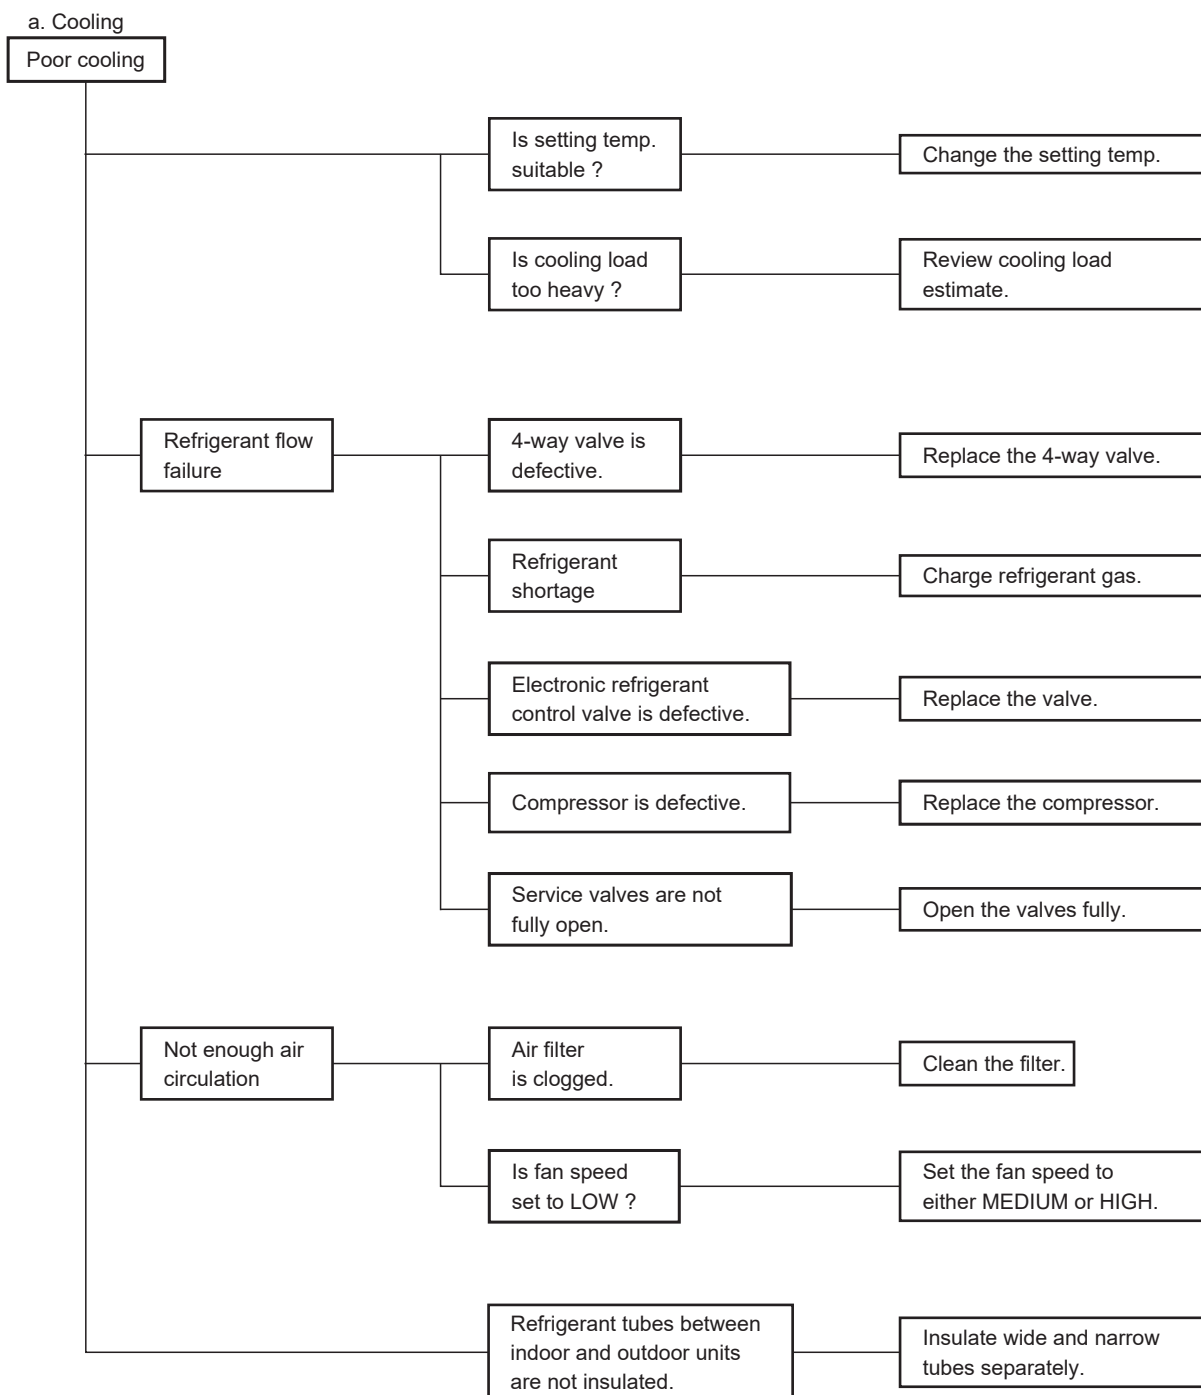 a. Cooling
Poor cooling
Is setting temp.
suitable ?
Change the setting temp.
Is cooling load
too heavy ?
Review cooling load
estimate.
Refrigerant flow
failure
4-way valve is
defective.
Replace the 4-way valve.
Refrigerant
shortage
Charge refrigerant gas.
Electronic refrigerant
control valve is defective.
Replace the valve.
Compressor is defective.
Replace the compressor.
Service valves are not
fully open.
Open the valves fully.
Not enough air
circulation
Air filter
is clogged.
Clean the filter.
Is fan speed
set to LOW ?
Set the fan speed to
either MEDIUM or HIGH.
Refrigerant tubes between
indoor and outdoor units
are not insulated.
Insulate wide and narrow
tubes separately.